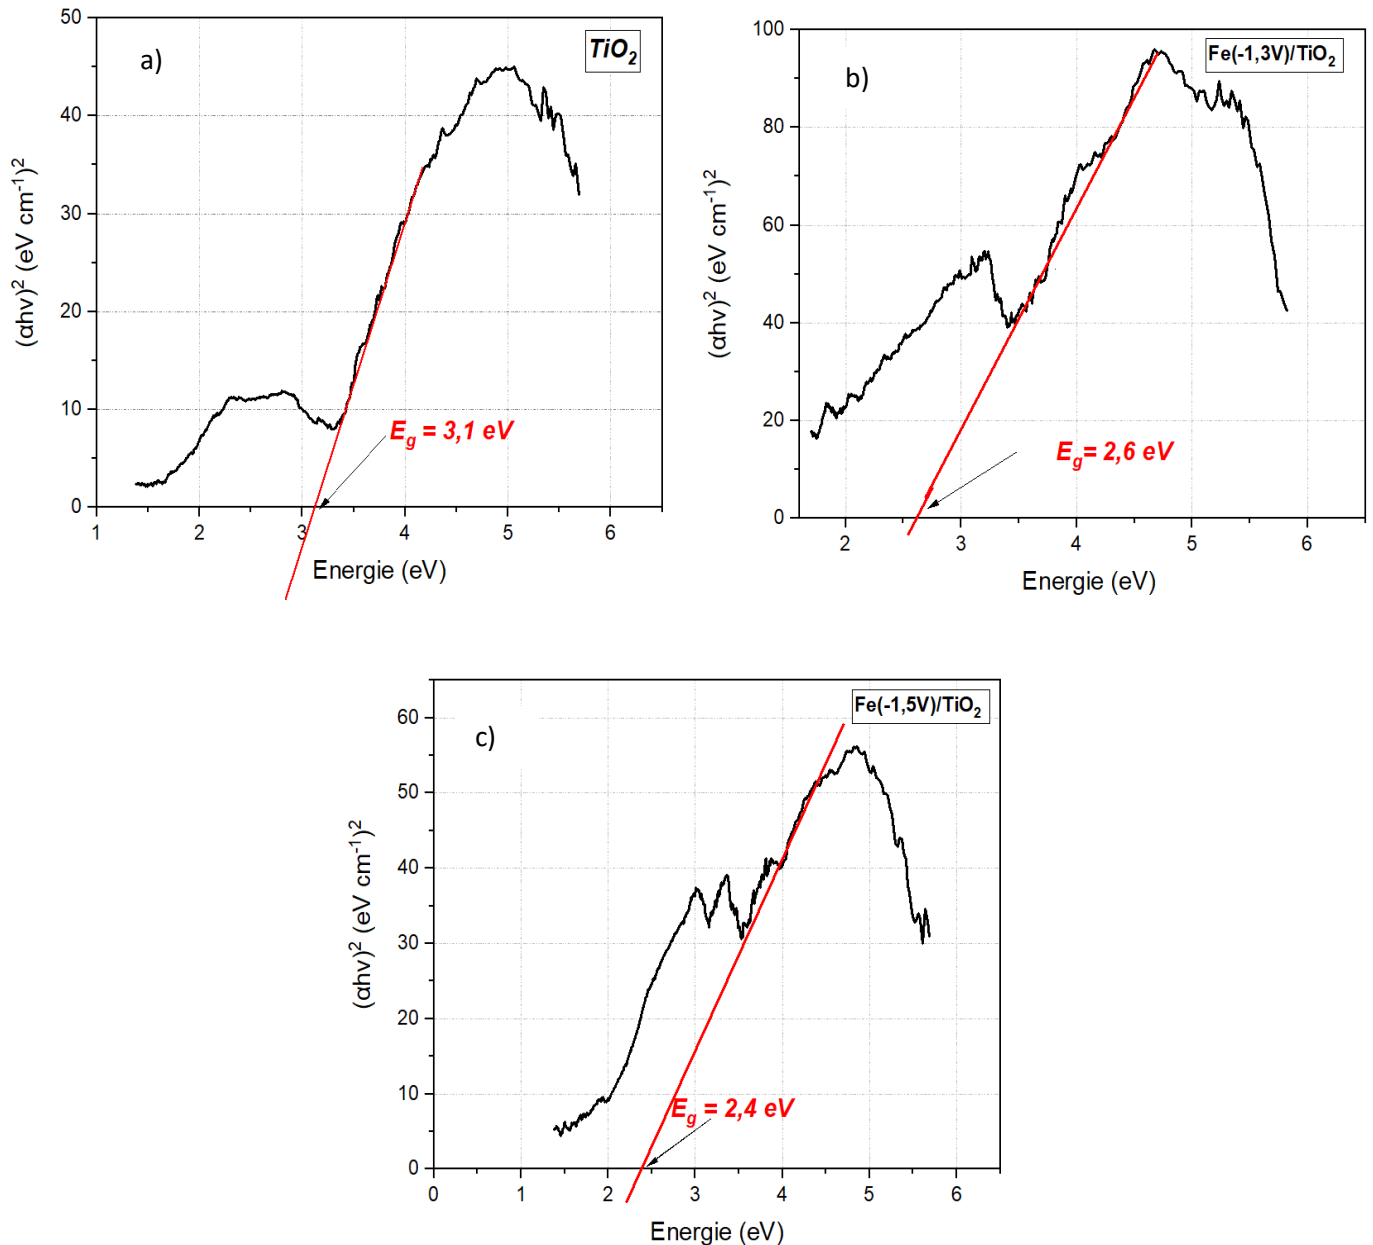 a)
TiO2
50
40
30
20
10
0
(αhν)² (eV cm⁻¹)²
Eg = 3,1 eV
1 2 3 4 5 6
Energie (eV)
b)
Fe(-1,3V)/TiO2
100
80
60
40
20
0
(αhν)² (eV cm⁻¹)²
Eg= 2,6 eV
2 3 4 5 6
Energie (eV)
c)
Fe(-1,5V)/TiO2
60
50
40
30
20
10
0
(αhν)² (eV cm⁻¹)²
Eg = 2,4 eV
0 1 2 3 4 5 6
Energie (eV)